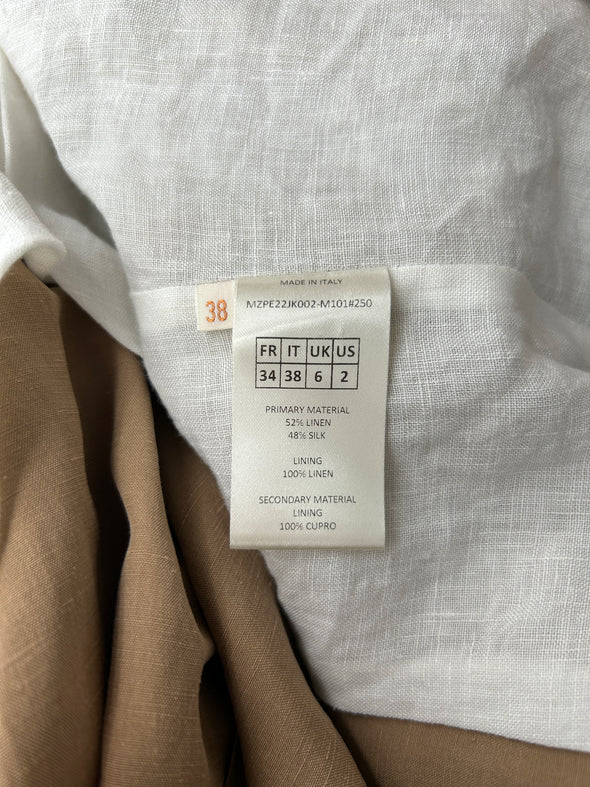 MADE IN ITALY
38
MZPE22JK002-M101#250
FR IT UK US
34 38 6 2
PRIMARY MATERIAL
52% LINEN
48% SILK
LINING
100% LINEN
SECONDARY MATERIAL
LINING
100% CUPRO